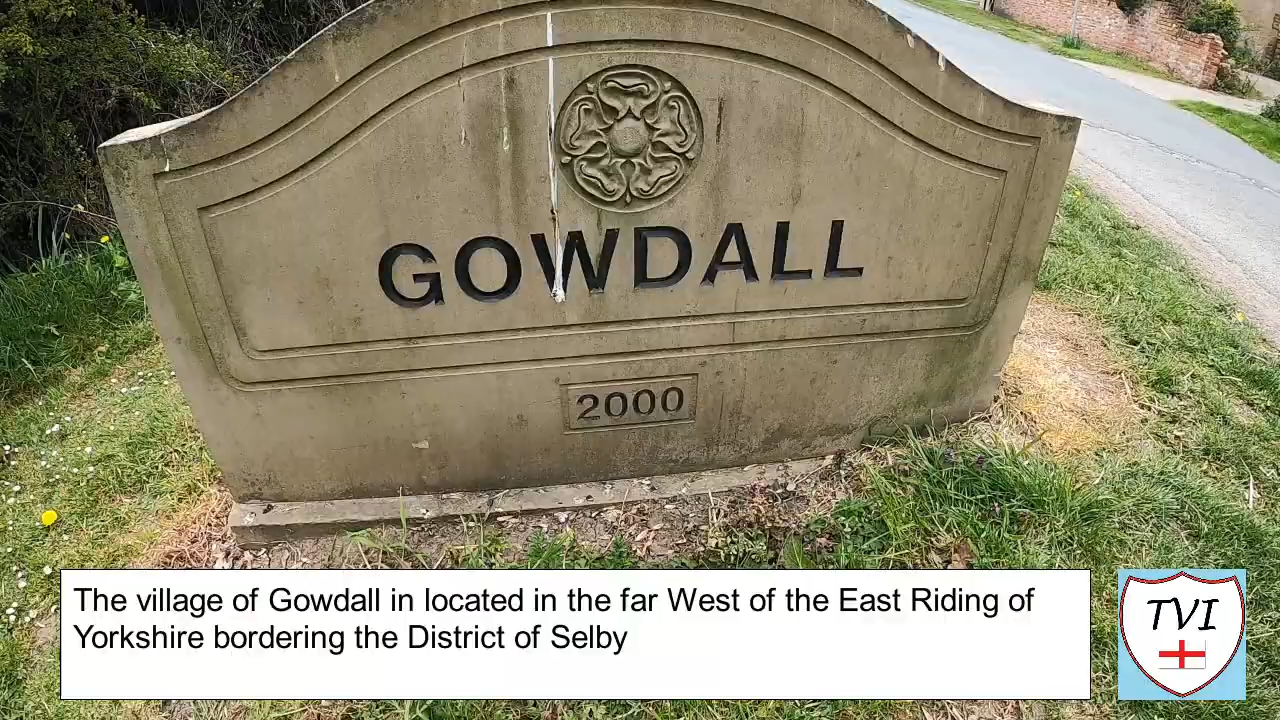 GOWDALL
2000
The village of Gowdall in located in the far West of the East Riding of
Yorkshire bordering the District of Selby
TVI